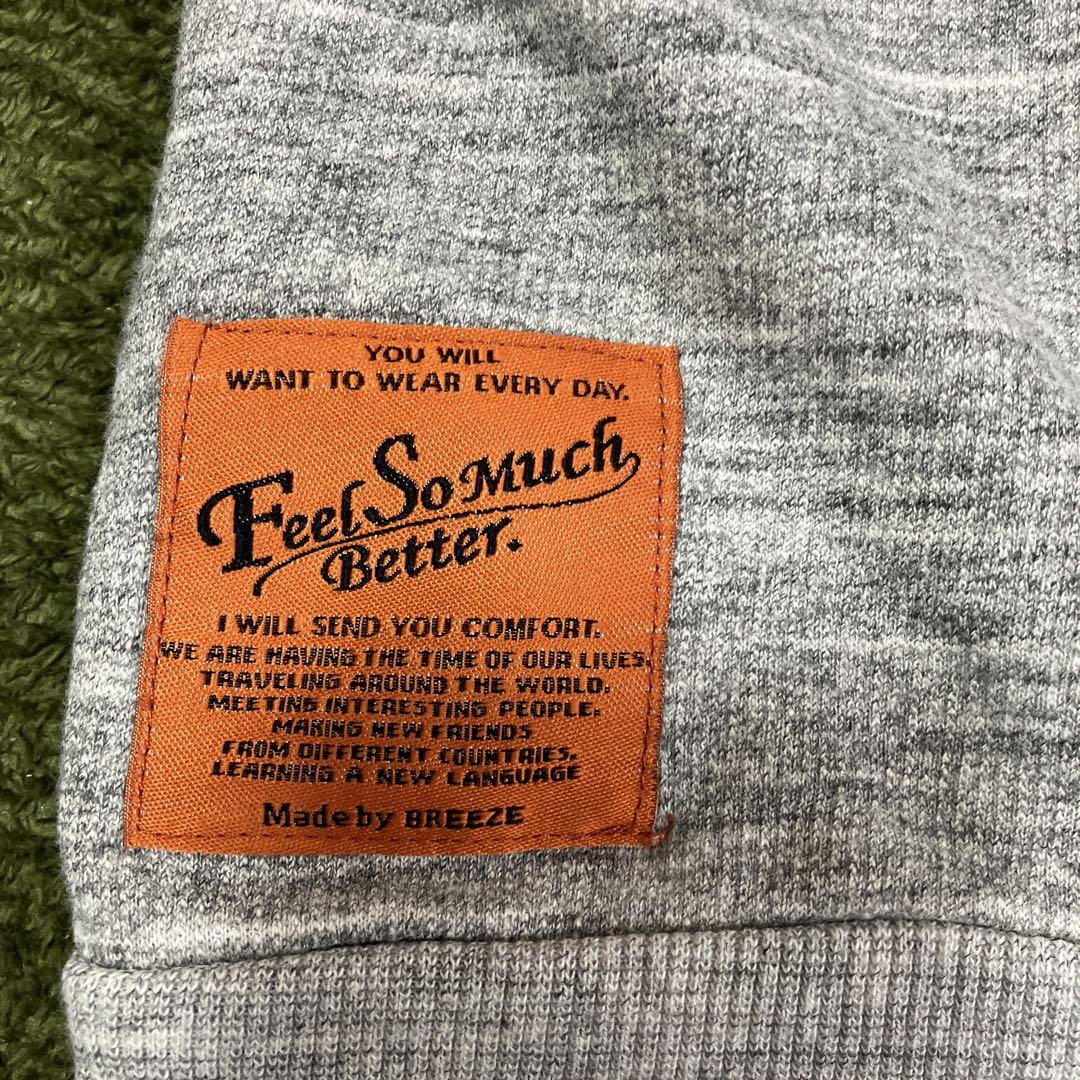 YOU WILL
WANT TO WEAR EVERY DAY.
Feel So Much
Better.
I WILL SEND YOU COMFORT.
WE ARE HAVING THE TIME OF OUR LIVES.
TRAVELING AROUND THE WORLD.
MEETING INTERESTING PEOPLE.
MAKING NEW FRIENDS
FROM DIFFERENT COUNTRIES.
LEARNING A NEW LANGUAGE
Made by BREEZE